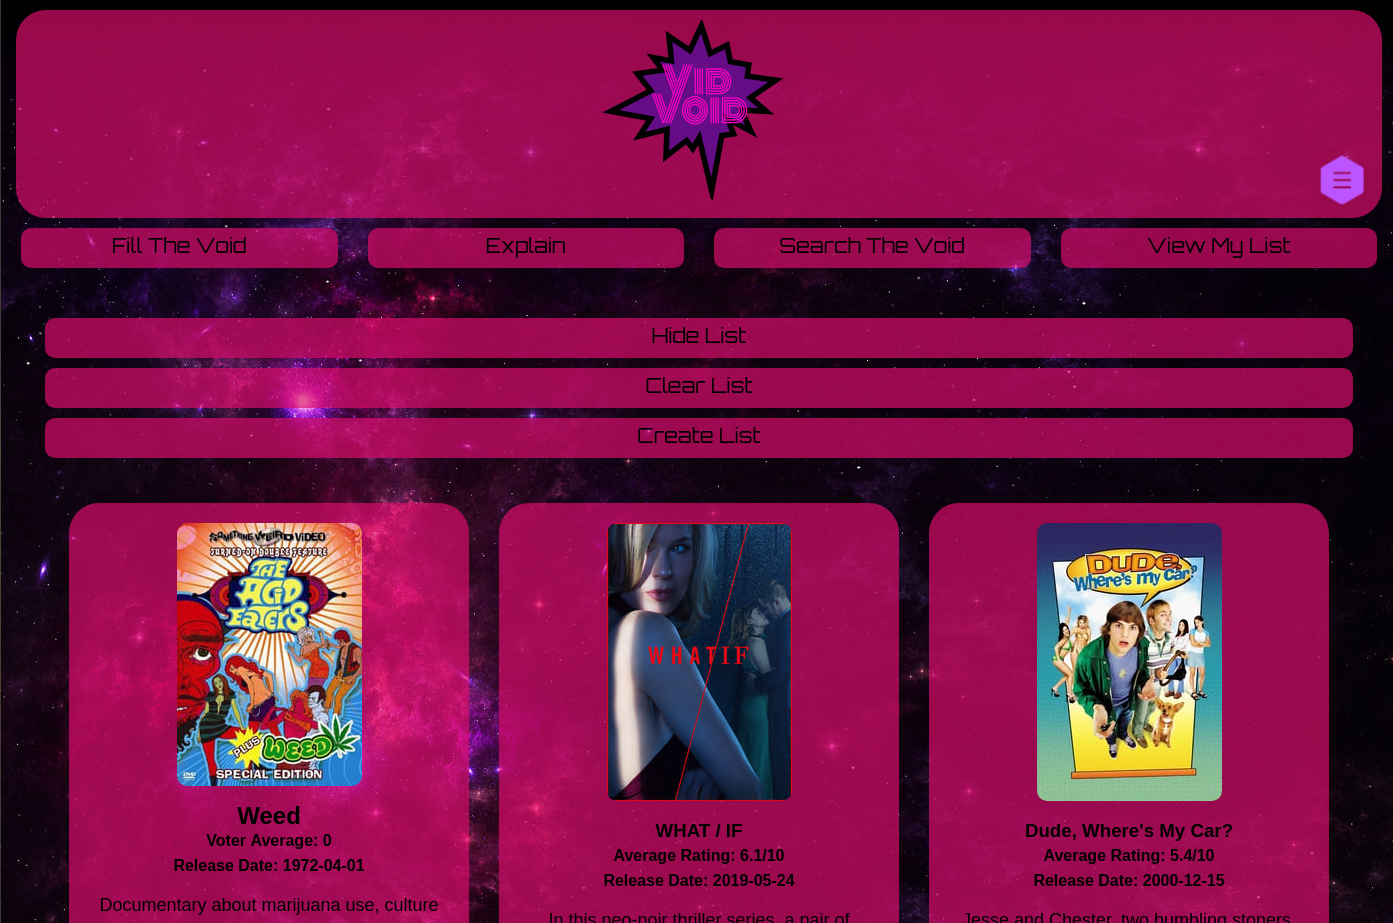 VID
VOID
Fill The Void
Explain
Search The Void
View My List
Hide List
Clear List
Create List
SOMETHING WEIRD VIDEO
TURNED-ON DOUBLE FEATURE
THE
ACID
EATERS
PLUS
WEED
SPECIAL EDITION
DVD
Weed
Voter Average: 0
Release Date: 1972-04-01
Documentary about marijuana use, culture
WHAT IF
WHAT / IF
Average Rating: 6.1/10
Release Date: 2019-05-24
In this neo-noir thriller series, a pair of
DUDE,
WHERE'S MY CAR?
Dude, Where's My Car?
Average Rating: 5.4/10
Release Date: 2000-12-15
Jesse and Chester, two bumbling stoners,